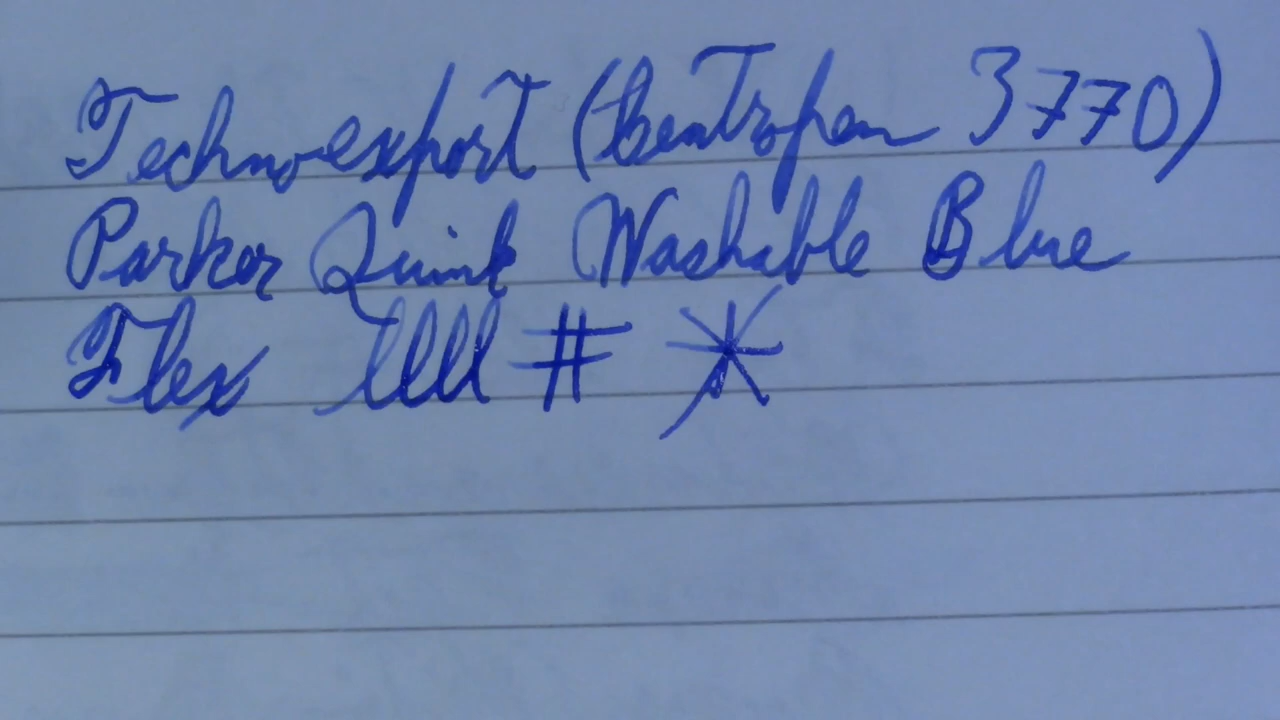 Technoexport (Centropen 3770)
Parker Quink Washable Blue
Flex llll # *